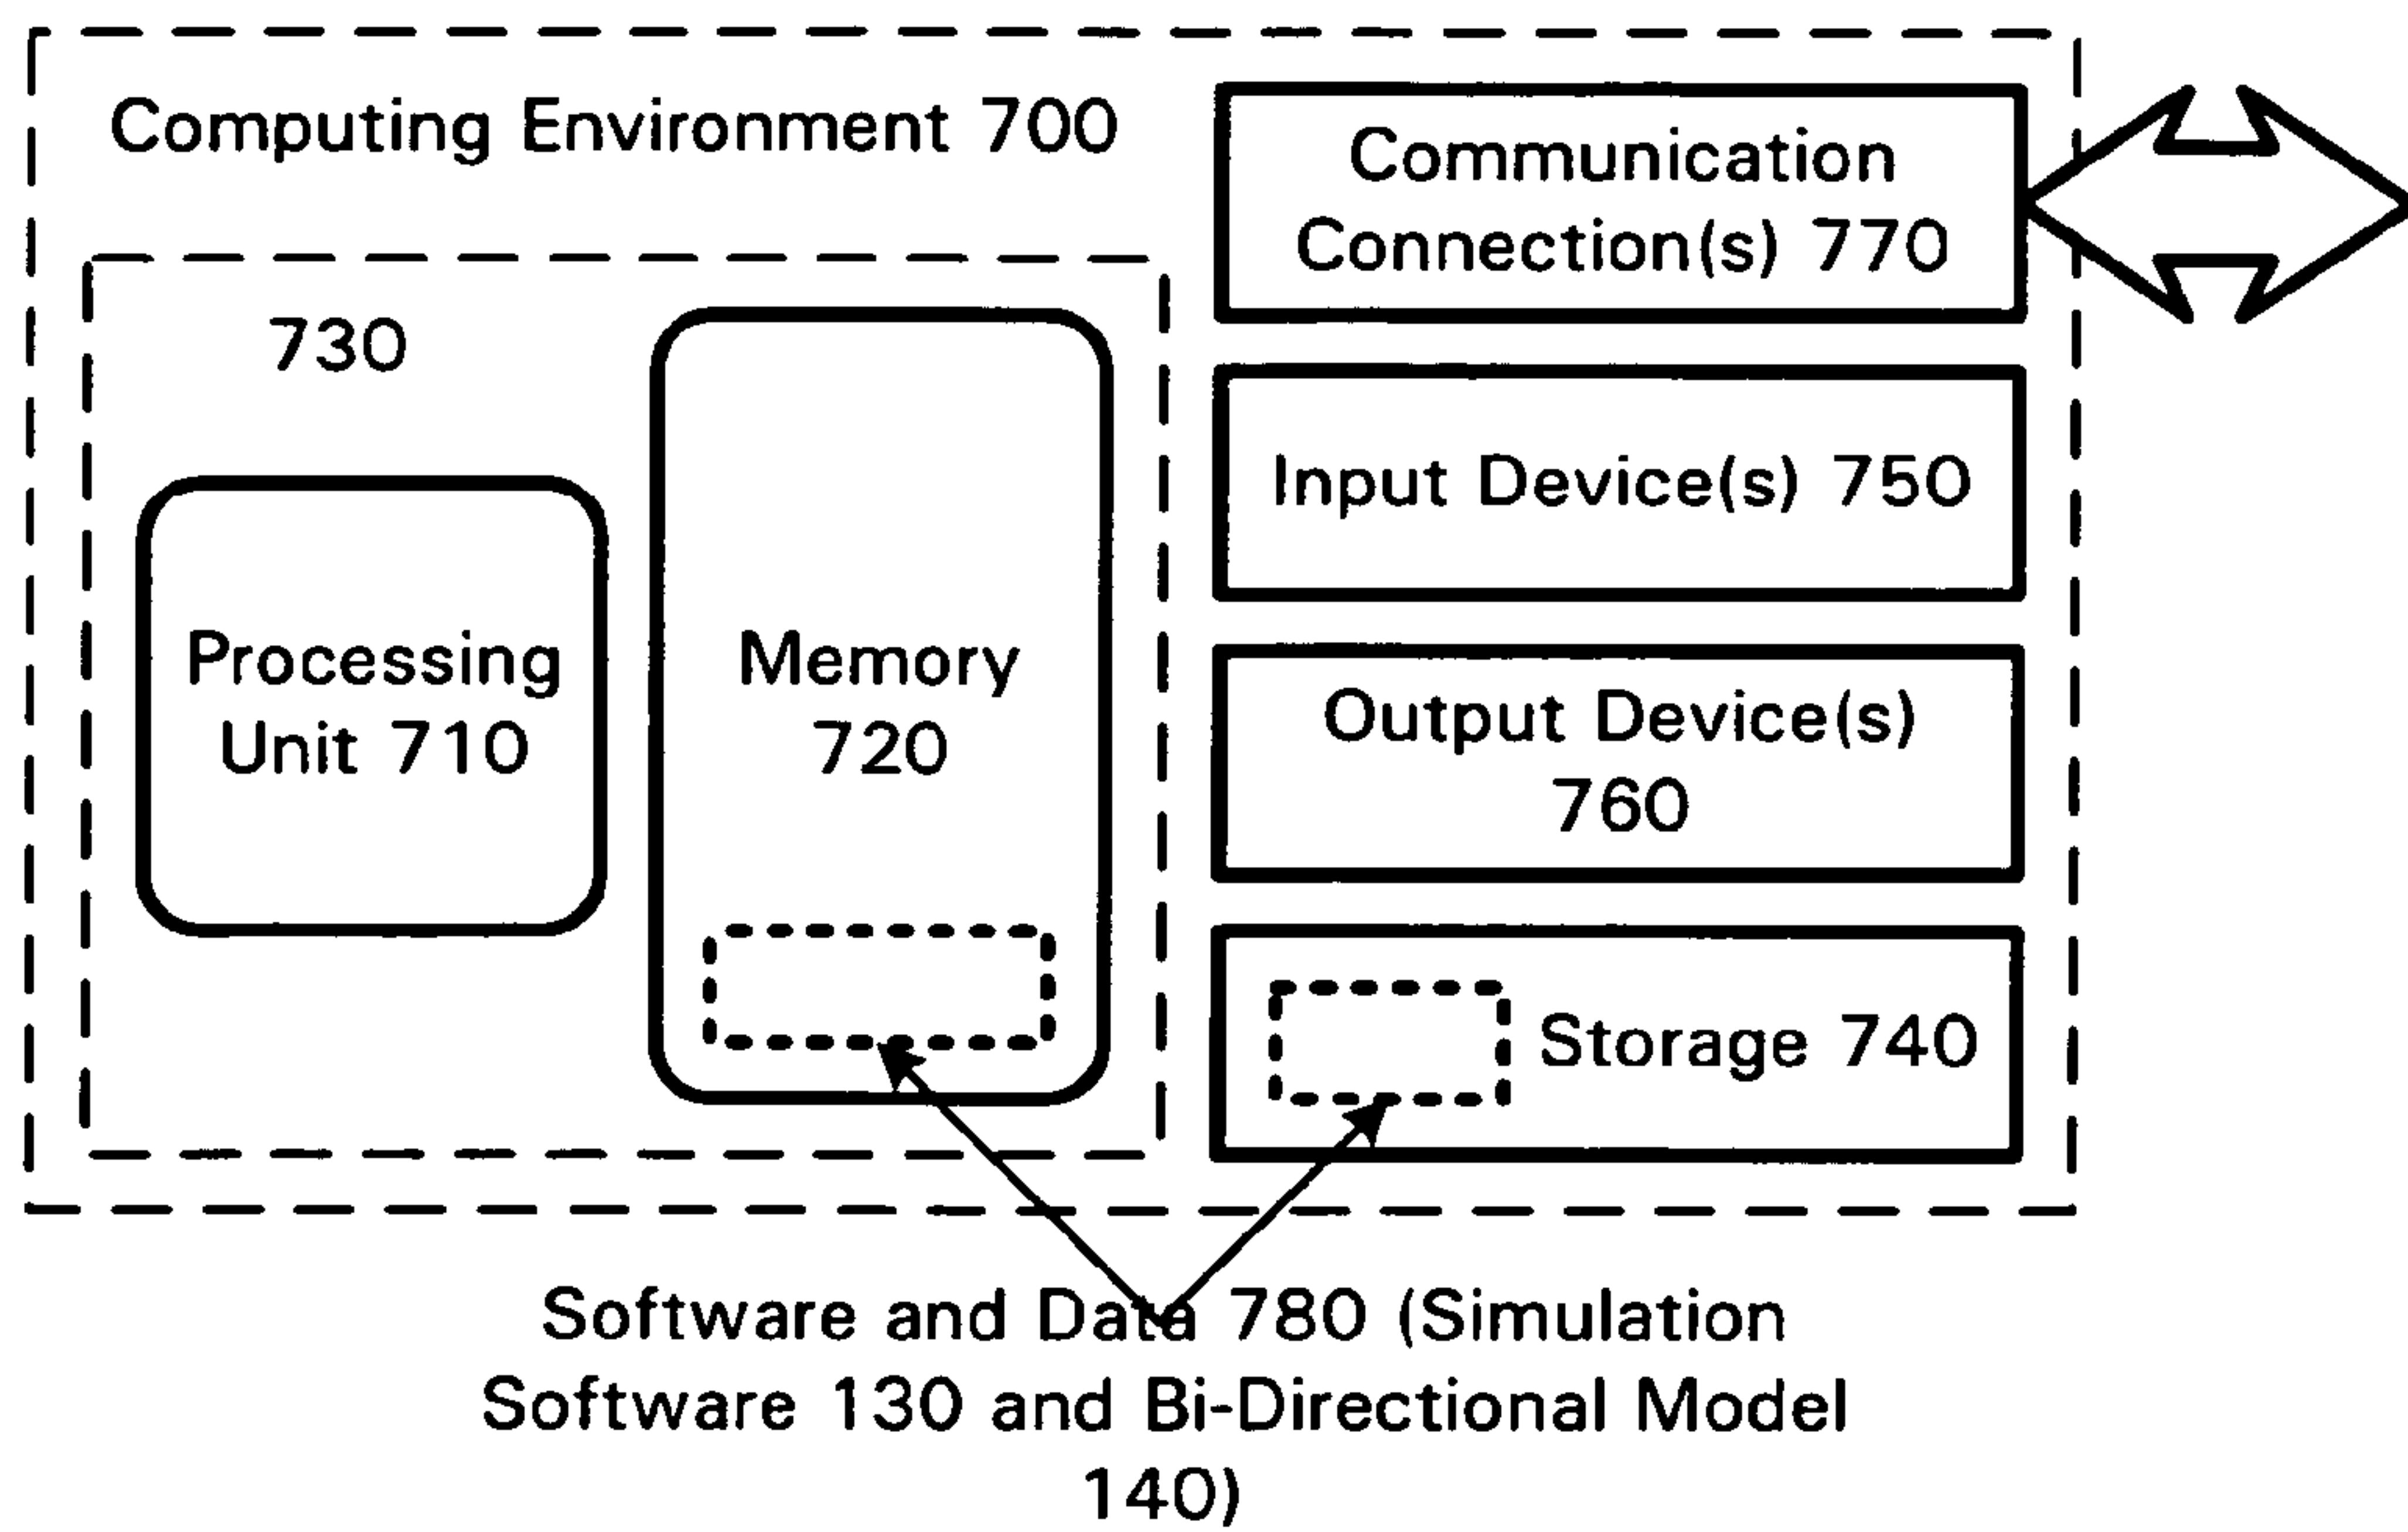 Computing Environment 700
730
Processing
Unit 710
Memory
720
Communication
Connection(s) 770
Input Device(s) 750
Output Device(s)
760
Storage 740
Software and Data 780 (Simulation
Software 130 and Bi-Directional Model
140)